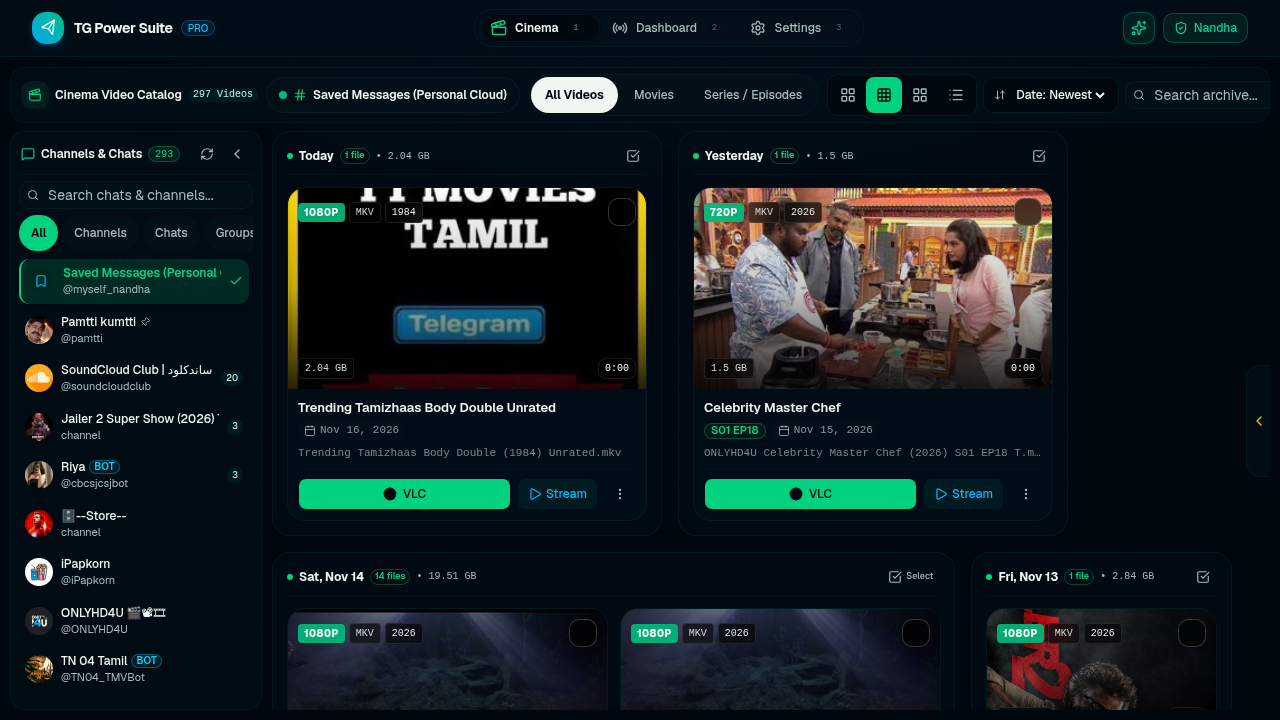 TG Power Suite PRO
Cinema 1 Dashboard 2 Settings 3
Nandha
Cinema Video Catalog 297 Videos
Saved Messages (Personal Cloud)
All Videos Movies Series / Episodes
Date: Newest
Search archive...
Channels & Chats 293
Search chats & channels...
All Channels Chats Groups
Saved Messages (Personal
@myself_nandha
Pamtti kumtti
@pamtti
SoundCloud Club | ساندکلود
@soundcloudclub
20
Jailer 2 Super Show (2026)
channel
3
Riya BOT
@cbcsjcsjbot
3
🗄️--Store--
channel
iPapkorn
@iPapkorn
ONLYHD4U 🎬📽🎞
@ONLYHD4U
TN 04 Tamil BOT
@TN04_TMVBot
Today 1 file • 2.04 GB
1080P MKV 1984
MOVIES
TAMIL
Telegram
2.04 GB 0:00
Trending Tamizhaas Body Double Unrated
Nov 16, 2026
Trending Tamizhaas Body Double (1984) Unrated.mkv
VLC Stream
Yesterday 1 file • 1.5 GB
720P MKV 2026
1.5 GB 0:00
Celebrity Master Chef
S01 EP18 Nov 15, 2026
ONLYHD4U Celebrity Master Chef (2026) S01 EP18 T.m…
VLC Stream
Sat, Nov 14 14 files • 19.51 GB Select
1080P MKV 2026
1080P MKV 2026
Fri, Nov 13 1 file • 2.84 GB
1080P MKV 2026